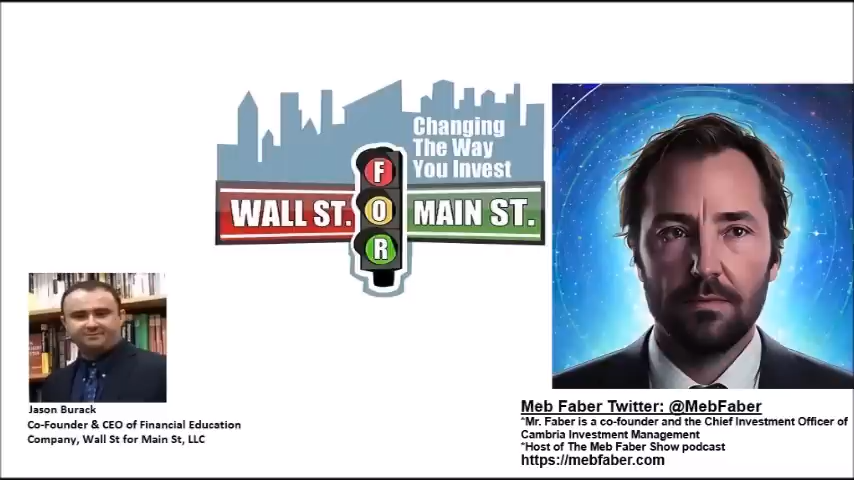 Changing
The Way
You Invest
WALL ST. FOR MAIN ST.
Jason Burack
Co-Founder & CEO of Financial Education
Company, Wall St for Main St, LLC
Meb Faber Twitter: @MebFaber
*Mr. Faber is a co-founder and the Chief Investment Officer of
Cambria Investment Management
*Host of The Meb Faber Show podcast
https://mebfaber.com